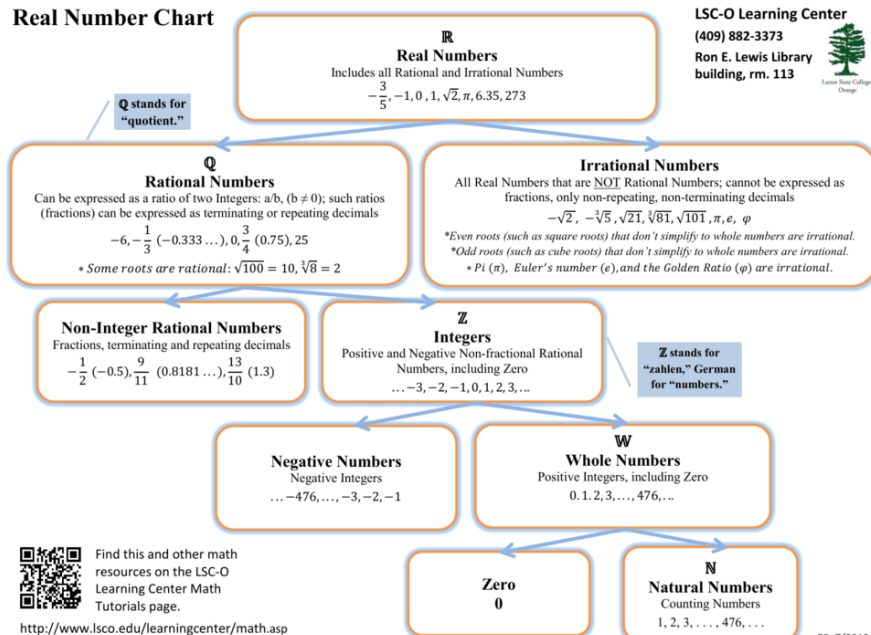 Real Number Chart
LSC-O Learning Center
(409) 882-3373
Ron E. Lewis Library
building, rm. 113
Lamar State College
Orange
ℝ
Real Numbers
Includes all Rational and Irrational Numbers
−3/5, −1, 0, 1, √2, π, 6.35, 273
ℚ stands for
“quotient.”
ℚ
Rational Numbers
Can be expressed as a ratio of two Integers: a/b, (b ≠ 0); such ratios
(fractions) can be expressed as terminating or repeating decimals
−6, −1/3 (−0.333 …), 0, 3/4 (0.75), 25
* Some roots are rational: √100 = 10, ∛8 = 2
Irrational Numbers
All Real Numbers that are NOT Rational Numbers; cannot be expressed as
fractions, only non-repeating, non-terminating decimals
−√2, −∛5, √21, ∛81, √101, π, e, φ
*Even roots (such as square roots) that don’t simplify to whole numbers are irrational.
*Odd roots (such as cube roots) that don’t simplify to whole numbers are irrational.
* Pi (π), Euler’s number (e), and the Golden Ratio (φ) are irrational.
Non-Integer Rational Numbers
Fractions, terminating and repeating decimals
−1/2 (−0.5), 9/11 (0.8181 …), 13/10 (1.3)
ℤ
Integers
Positive and Negative Non-fractional Rational
Numbers, including Zero
… −3, −2, −1, 0, 1, 2, 3, …
ℤ stands for
“zahlen,” German
for “numbers.”
Negative Numbers
Negative Integers
… −476, …, −3, −2, −1
𝕎
Whole Numbers
Positive Integers, including Zero
0. 1. 2, 3, …, 476, …
Zero
0
ℕ
Natural Numbers
Counting Numbers
1, 2, 3, …, 476, …
Find this and other math
resources on the LSC-O
Learning Center Math
Tutorials page.
http://www.lsco.edu/learningcenter/math.asp